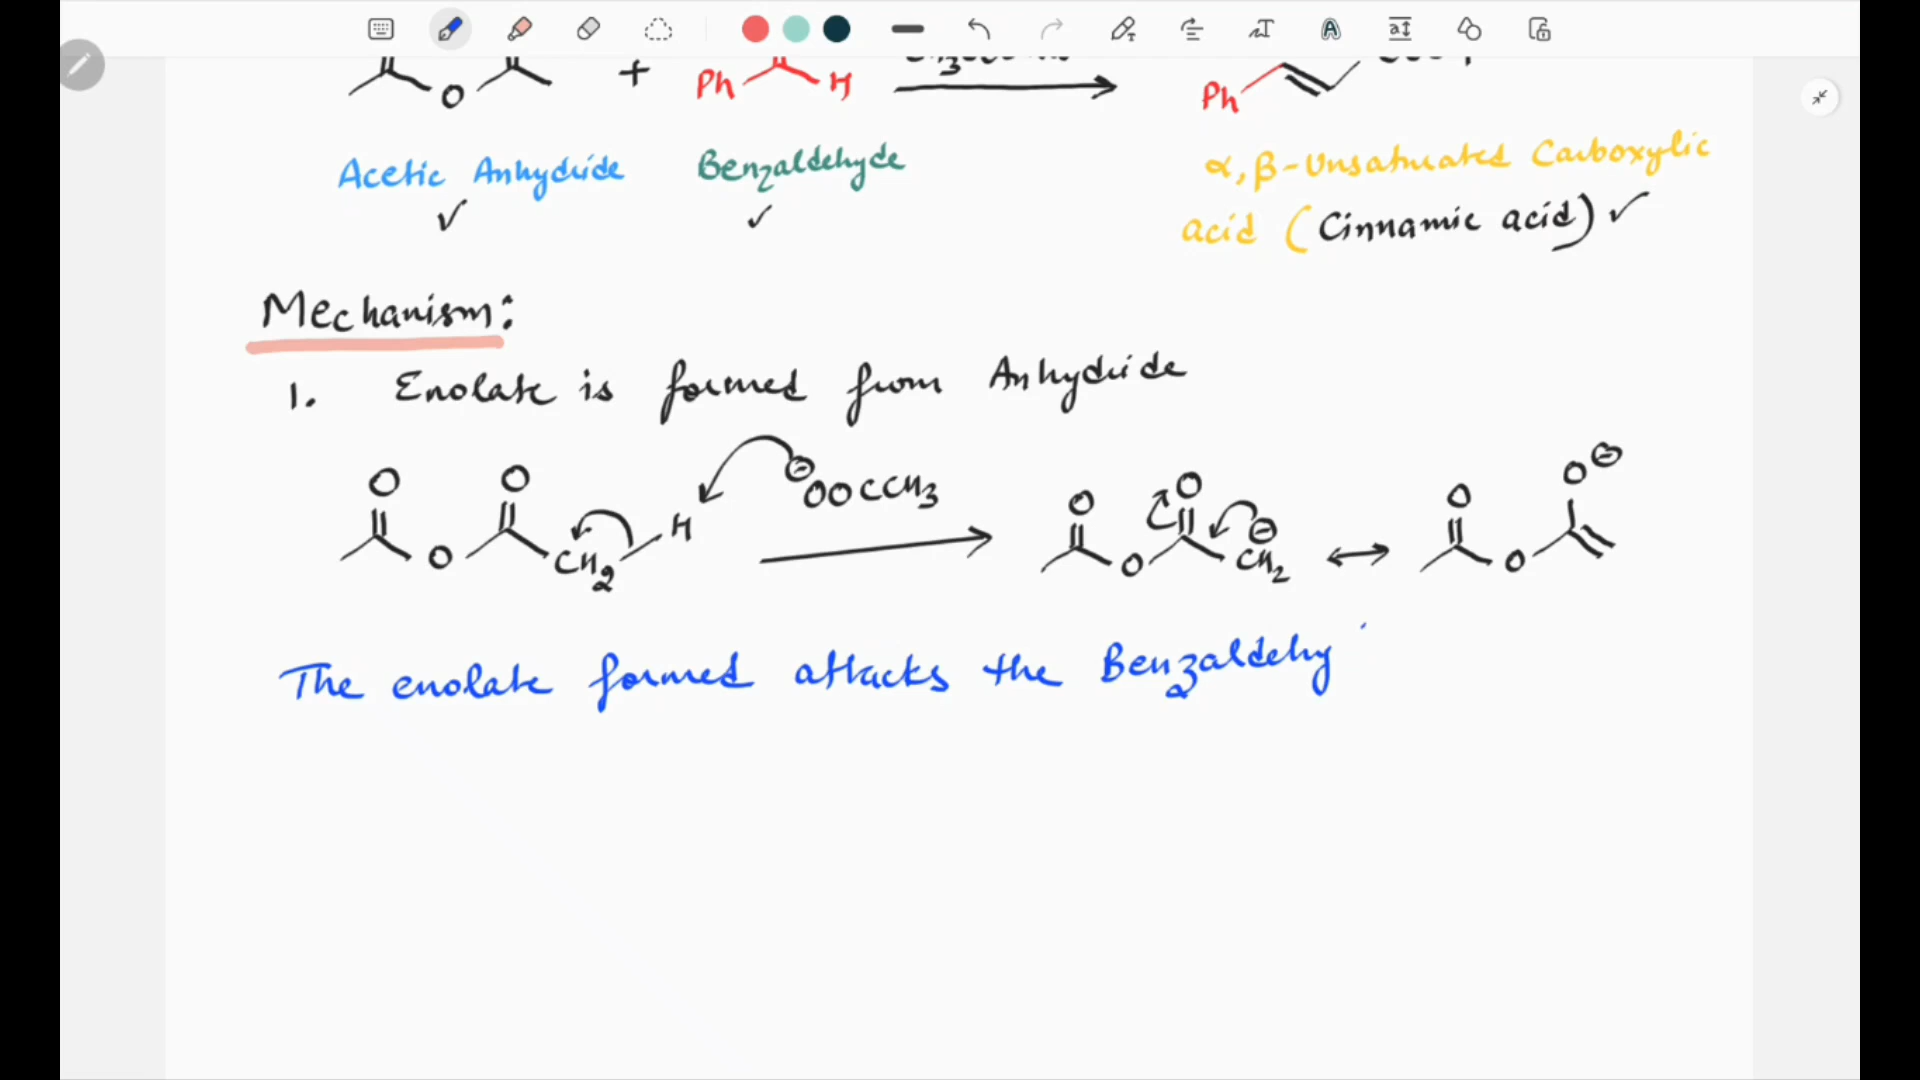 O + Ph H Ph
Acetic Anhydride Benzaldehyde α,β-Unsaturated Carboxylic
✓ ✓ acid (Cinnamic acid) ✓
Mechanism:
1. Enolate is formed from Anhydride
O O ⊖OOCCH3 O O O O⊖
O CH2 H O ⊖CH2 O
The enolate formed attacks the Benzaldehy